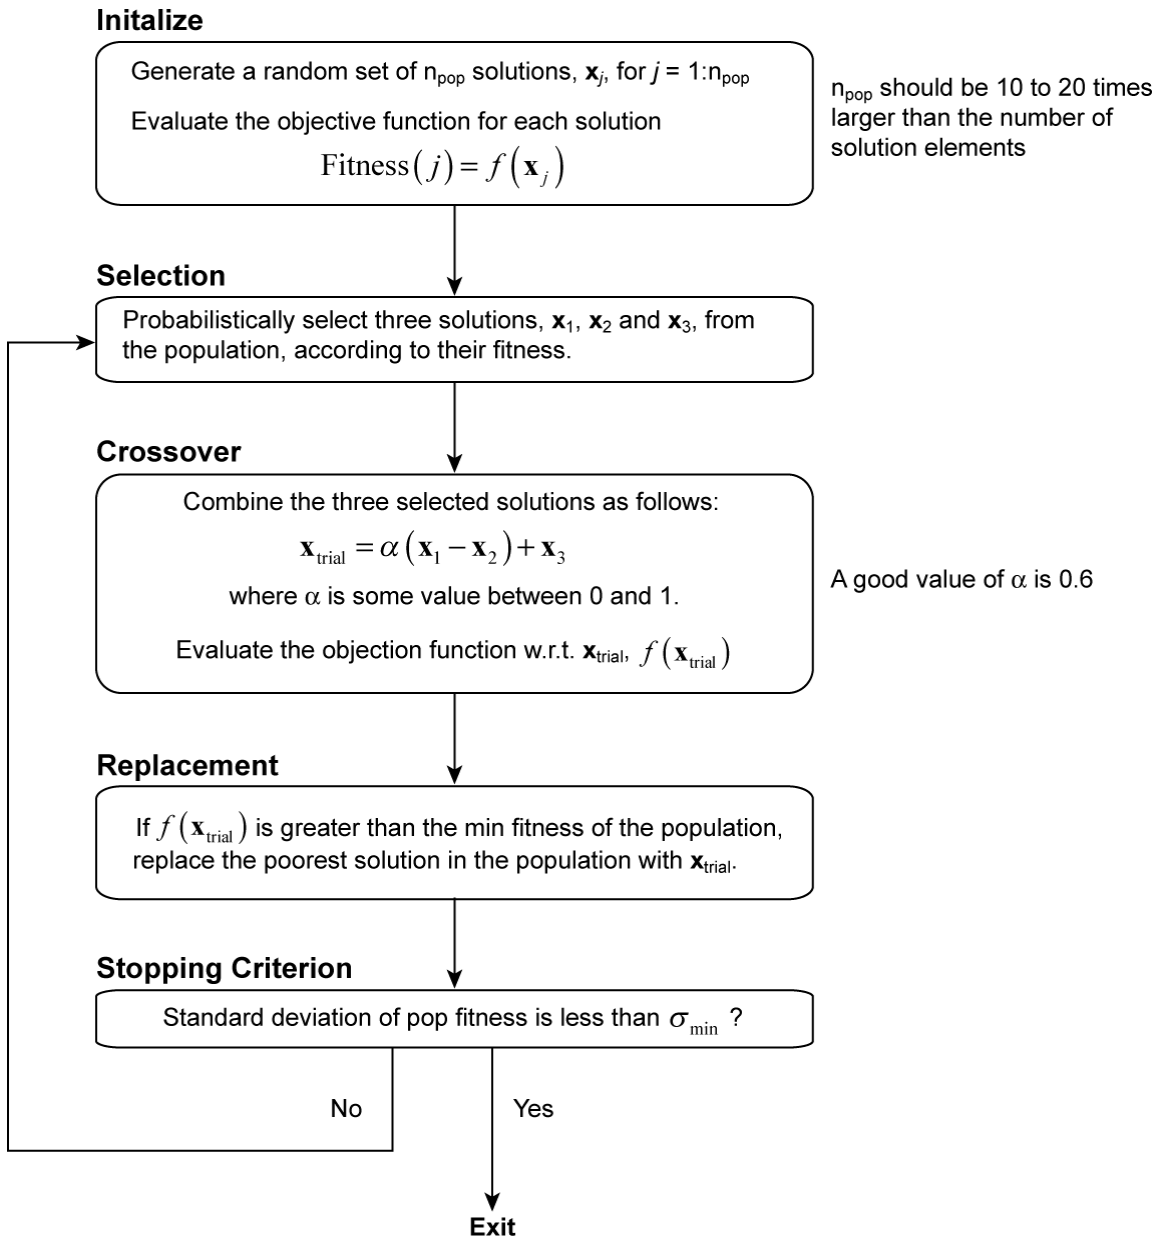 Initalize
Generate a random set of npop solutions, xj, for j = 1:npop
Evaluate the objective function for each solution
Fitness(j) = f(xj)
npop should be 10 to 20 times
larger than the number of
solution elements
Selection
Probabilistically select three solutions, x1, x2 and x3, from
the population, according to their fitness.
Crossover
Combine the three selected solutions as follows:
xtrial = α(x1 − x2) + x3
where α is some value between 0 and 1.
Evaluate the objection function w.r.t. xtrial, f(xtrial)
A good value of α is 0.6
Replacement
If f(xtrial) is greater than the min fitness of the population,
replace the poorest solution in the population with xtrial.
Stopping Criterion
Standard deviation of pop fitness is less than σmin ?
No
Yes
Exit